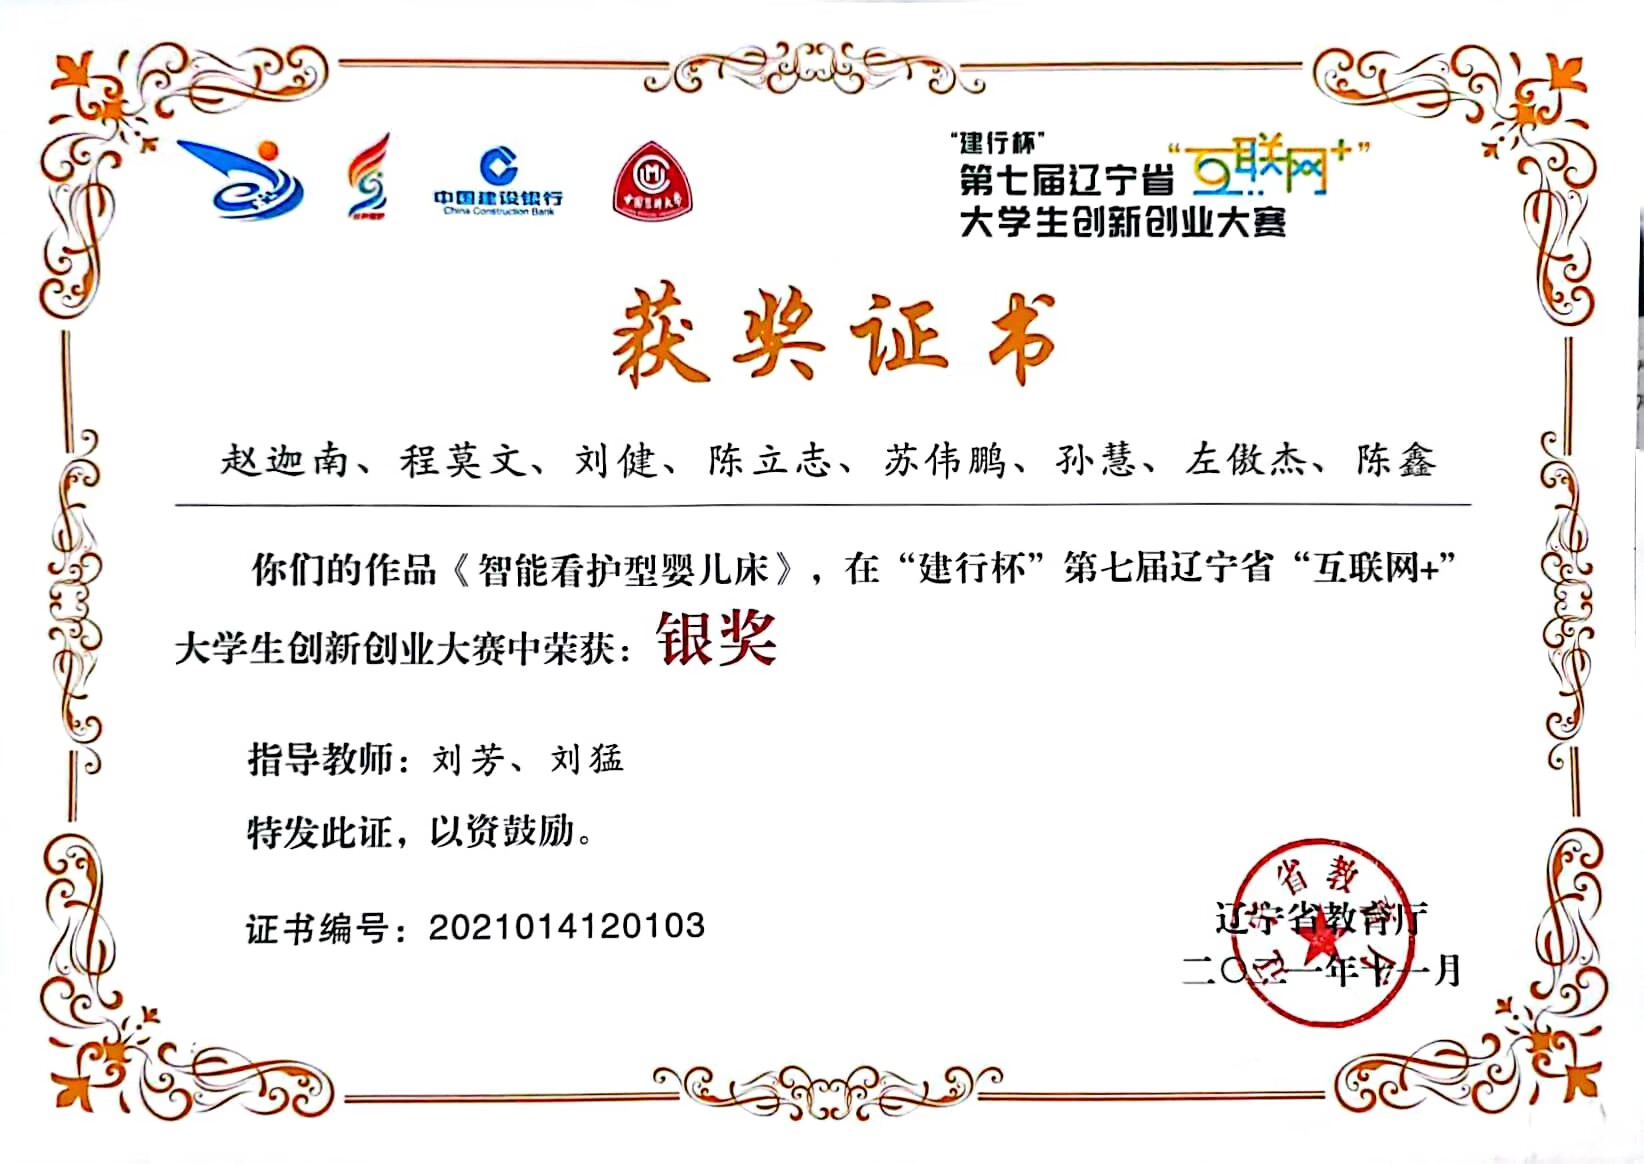 中国建设银行
China Construction Bank
中国医科大学
“建行杯”
第七届辽宁省“互联网+”
大学生创新创业大赛
获奖证书
赵迦南、程莫文、刘健、陈立志、苏伟鹏、孙慧、左傲杰、陈鑫
你们的作品《智能看护型婴儿床》，在“建行杯”第七届辽宁省“互联网+”
大学生创新创业大赛中荣获：银奖
指导教师：刘芳、刘猛
特发此证，以资鼓励。
证书编号：2021014120103
辽宁省教育厅
二〇二一年十一月